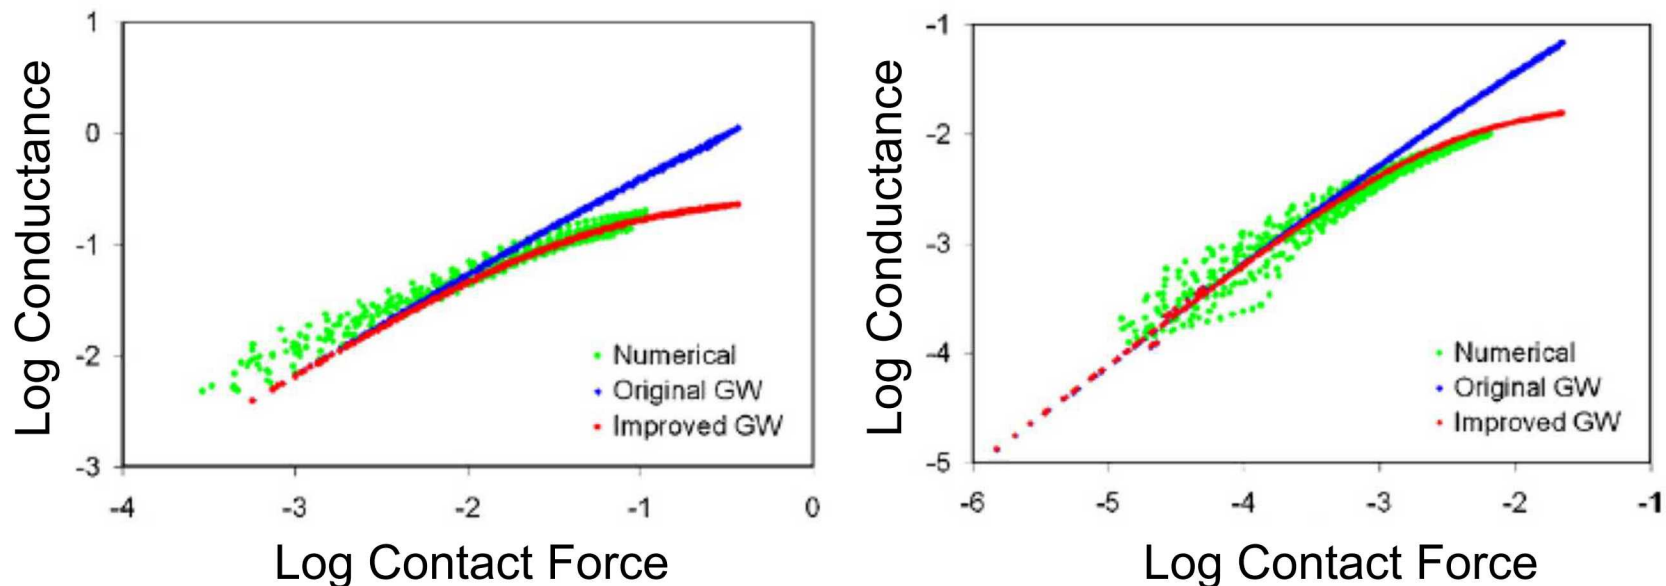 1
0
-1
-2
-3
-4
-3
-2
-1
0
Log Conductance
Log Contact Force
Numerical
Original GW
Improved GW
-1
-2
-3
-4
-5
-6
-5
-4
-3
-2
-1
Log Conductance
Log Contact Force
Numerical
Original GW
Improved GW